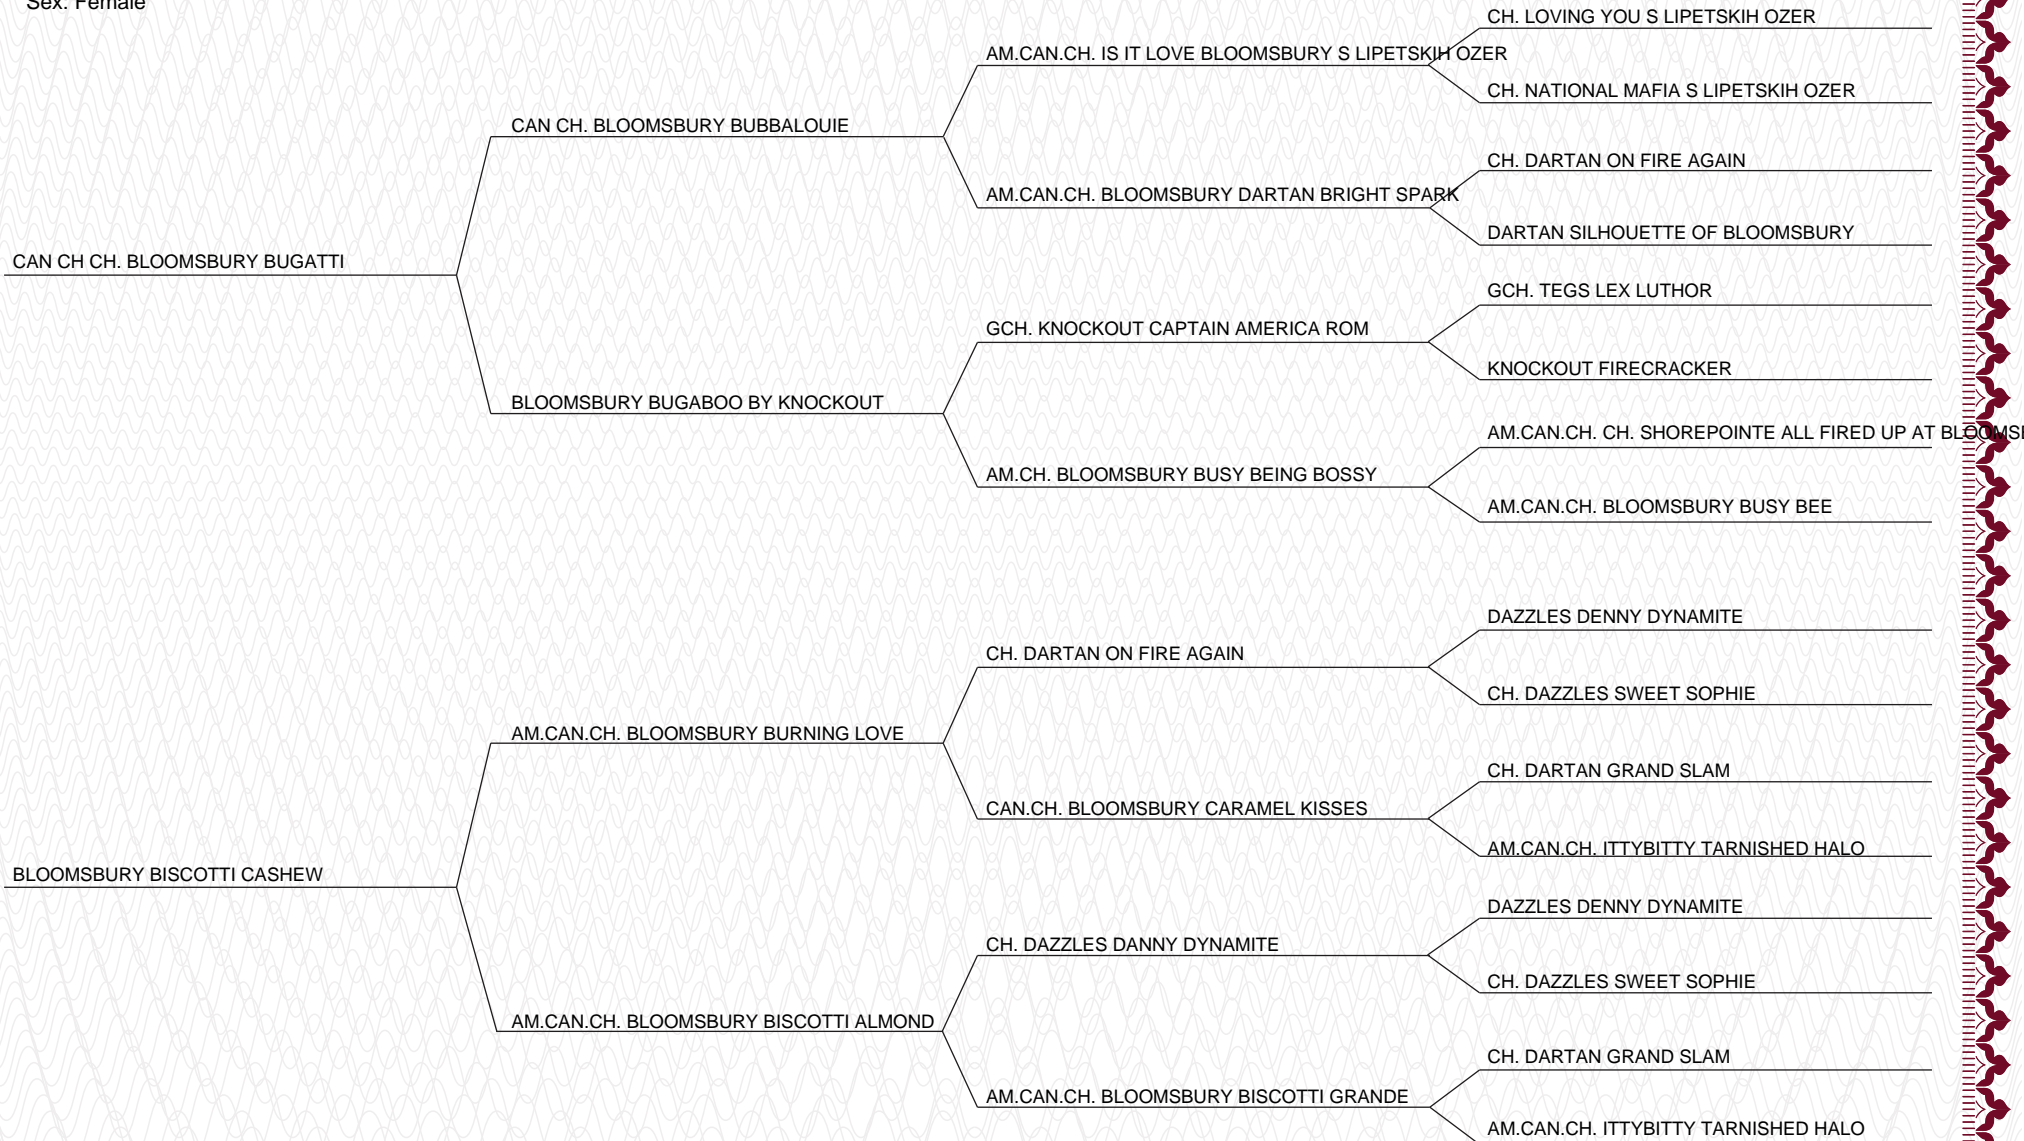 Sex: Female
CH. LOVING YOU S LIPETSKIH OZER
AM.CAN.CH. IS IT LOVE BLOOMSBURY S LIPETSKIH OZER
CH. NATIONAL MAFIA S LIPETSKIH OZER
CAN CH. BLOOMSBURY BUBBALOUIE
CH. DARTAN ON FIRE AGAIN
AM.CAN.CH. BLOOMSBURY DARTAN BRIGHT SPARK
DARTAN SILHOUETTE OF BLOOMSBURY
CAN CH CH. BLOOMSBURY BUGATTI
GCH. TEGS LEX LUTHOR
GCH. KNOCKOUT CAPTAIN AMERICA ROM
KNOCKOUT FIRECRACKER
BLOOMSBURY BUGABOO BY KNOCKOUT
AM.CAN.CH. CH. SHOREPOINTE ALL FIRED UP AT
AM.CH. BLOOMSBURY BUSY BEING BOSSY
AM.CAN.CH. BLOOMSBURY BUSY BEE
DAZZLES DENNY DYNAMITE
CH. DARTAN ON FIRE AGAIN
CH. DAZZLES SWEET SOPHIE
AM.CAN.CH. BLOOMSBURY BURNING LOVE
CH. DARTAN GRAND SLAM
CAN.CH. BLOOMSBURY CARAMEL KISSES
AM.CAN.CH. ITTYBITTY TARNISHED HALO
BLOOMSBURY BISCOTTI CASHEW
DAZZLES DENNY DYNAMITE
CH. DAZZLES DANNY DYNAMITE
CH. DAZZLES SWEET SOPHIE
AM.CAN.CH. BLOOMSBURY BISCOTTI ALMOND
CH. DARTAN GRAND SLAM
AM.CAN.CH. BLOOMSBURY BISCOTTI GRANDE
AM.CAN.CH. ITTYBITTY TARNISHED HALO